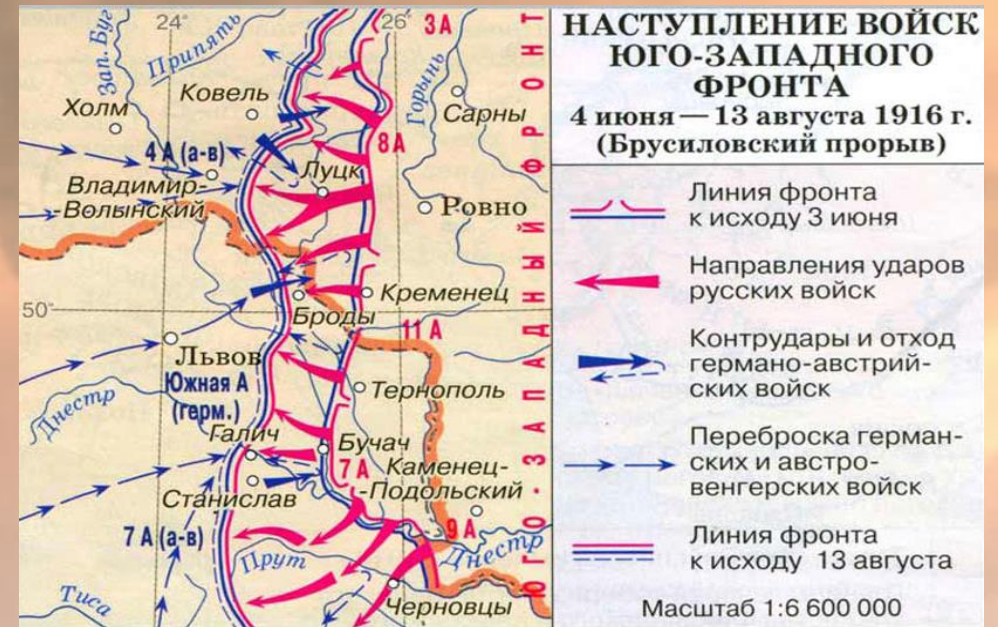 НАСТУПЛЕНИЕ ВОЙСК
ЮГО-ЗАПАДНОГО
ФРОНТА
4 июня — 13 августа 1916 г.
(Брусиловский прорыв)
Линия фронта
к исходу 3 июня
Направления ударов
русских войск
Контрудары и отход
германо-австрий-
ских войск
Переброска герман-
ских и австро-
венгерских войск
Линия фронта
к исходу 13 августа
Масштаб 1:6 600 000
24°
26°
3А
Зап. Буг
Припять
Горынь
Ковель
Холм
Сарны
8А
4 А (а-в)
Луцк
Владимир-
-Волынский
Ровно
Кременец
50°
Броды
11 А
Львов
Южная А
(герм.)
Тернополь
Днестр
Галич
Бучач
7 А
Каменец-
-Подольский
Станислав
7 А (а-в)
9 А
Прут
Днестр
Тиса
Черновцы
ЮГО-ЗАПАДНЫЙ ФРОНТ